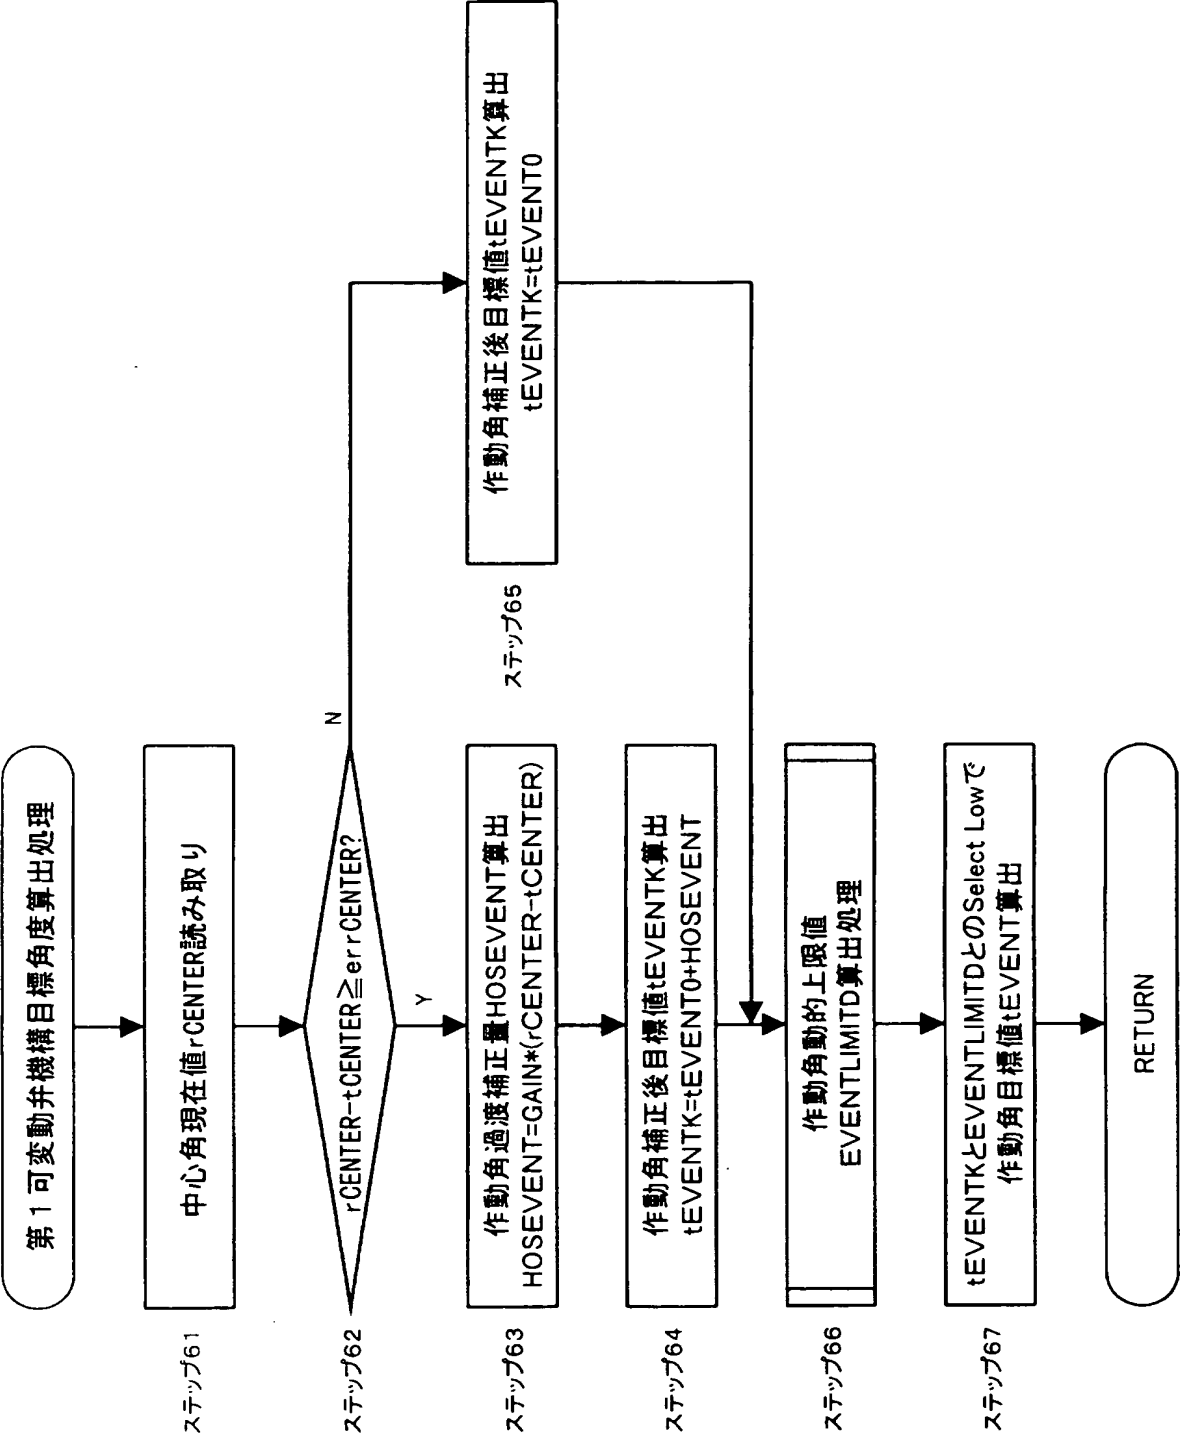 第1可変動弁機構目標角度算出処理
ステップ61
中心角現在値rCENTER読み取り
ステップ62
rCENTER-tCENTER≧errCENTER?
N
Y
ステップ63
作動角過渡補正量HOSEVENT算出
HOSEVENT=GAIN*(rCENTER-tCENTER)
ステップ65
作動角補正後目標値tEVENTK算出
tEVENTK=tEVENT0
ステップ64
作動角補正後目標値tEVENTK算出
tEVENTK=tEVENT0+HOSEVENT
ステップ66
作動角動的上限値
EVENTLIMITD算出処理
ステップ67
tEVENTKとEVENTLIMITDとのSelect Lowで
作動角目標値tEVENT算出
RETURN